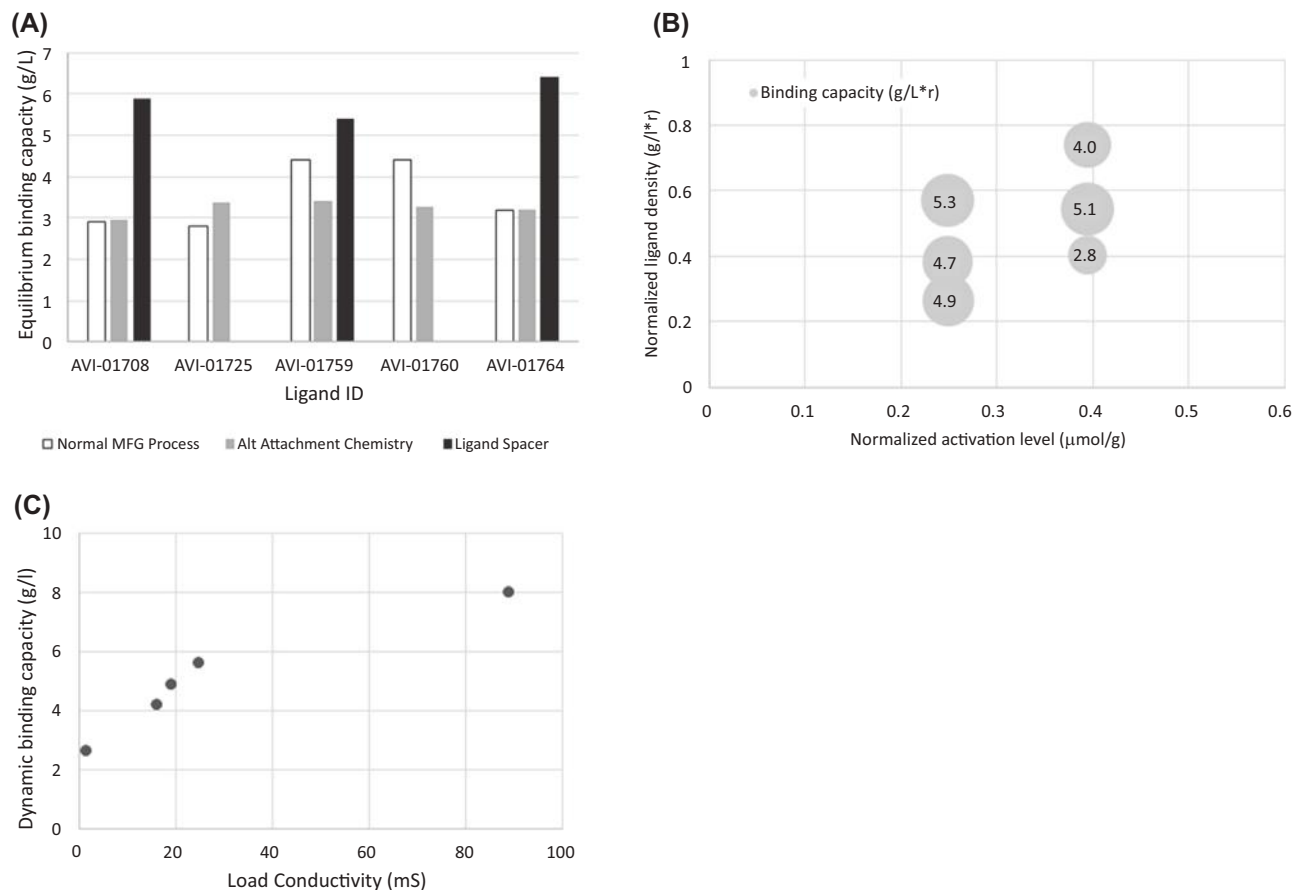 (A)
Equilibrium binding capacity (g/L)
7
6
5
4
3
2
1
0
AVI-01708 AVI-01725 AVI-01759 AVI-01760 AVI-01764
Ligand ID
Normal MFG Process Alt Attachment Chemistry Ligand Spacer
(B)
Normalized ligand density (g/l*r)
1
0.8
0.6
0.4
0.2
0
Binding capacity (g/L*r)
4.0
5.3
5.1
4.7
2.8
4.9
0 0.1 0.2 0.3 0.4 0.5 0.6
Normalized activation level (μmol/g)
(C)
Dynamic binding capacity (g/l)
10
8
6
4
2
0
0 20 40 60 80 100
Load Conductivity (mS)